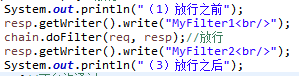 System.out.println("（1）放行之前");
resp.getWriter().write("MyFilter1<br/>");
chain.doFilter(req, resp);//放行
resp.getWriter().write("MyFilter2<br/>");
System.out.println("（3）放行之后");